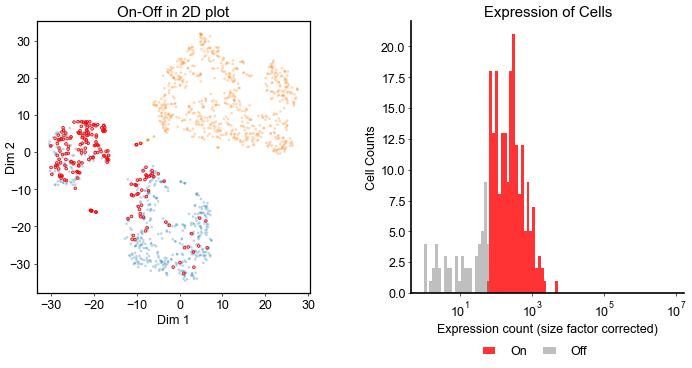 On-Off in 2D plot
Dim 2
30
20
10
0
−10
−20
−30
−30 −20 −10 0 10 20 30
Dim 1
Expression of Cells
Cell Counts
20.0
17.5
15.0
12.5
10.0
7.5
5.0
2.5
0.0
10¹ 10³ 10⁵ 10⁷
Expression count (size factor corrected)
On Off